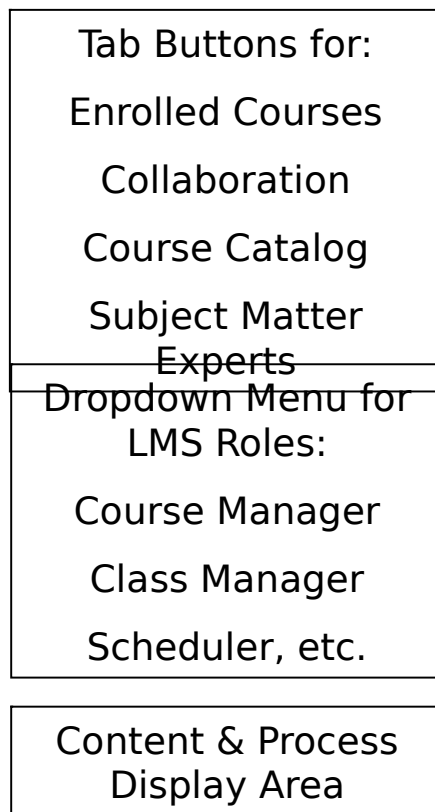 Tab Buttons for:
Enrolled Courses
Collaboration
Course Catalog
Subject Matter
Experts
Dropdown Menu for
LMS Roles:
Course Manager
Class Manager
Scheduler, etc.
Content & Process
Display Area